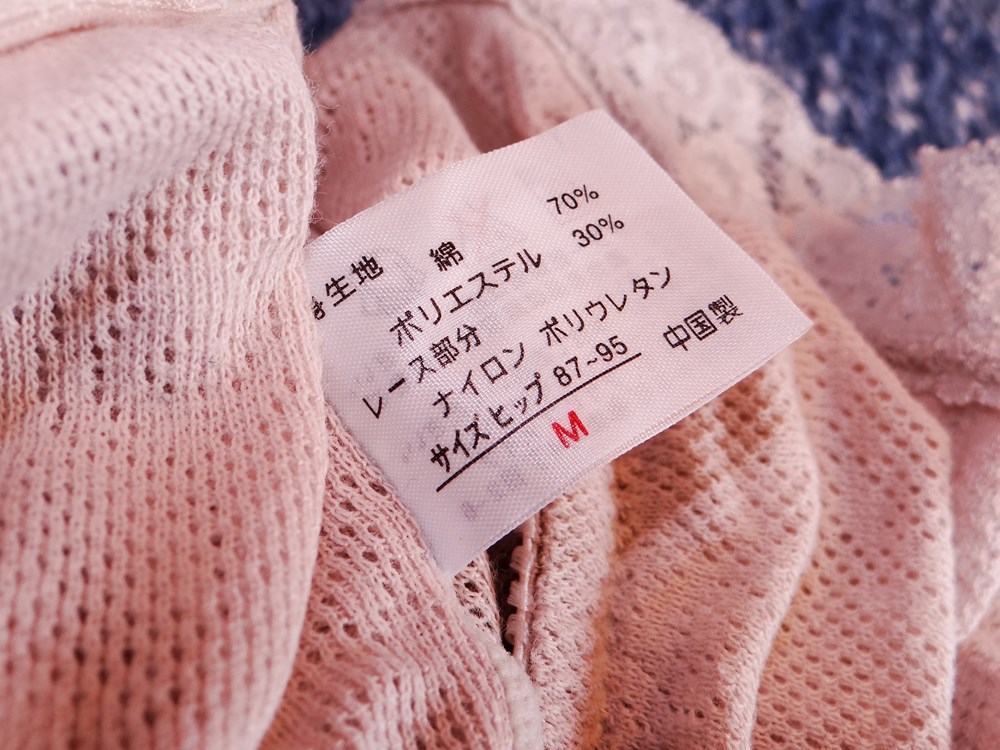 生地 綿 70%
ポリエステル 30%
レース部分
ナイロン ポリウレタン
サイズ ヒップ 87~95 中国製
M